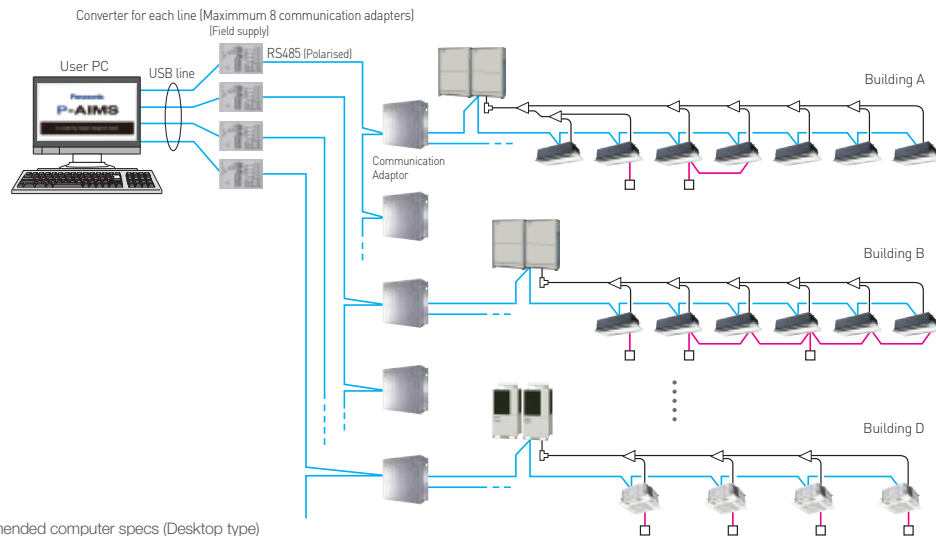 Converter for each line (Maximmum 8 communication adapters)
(Field supply)
RS485 (Polarised)
User PC
USB line
Panasonic
P-AIMS
Communication
Adaptor
Building A
Building B
Building D
ended computer specs (Desktop type)